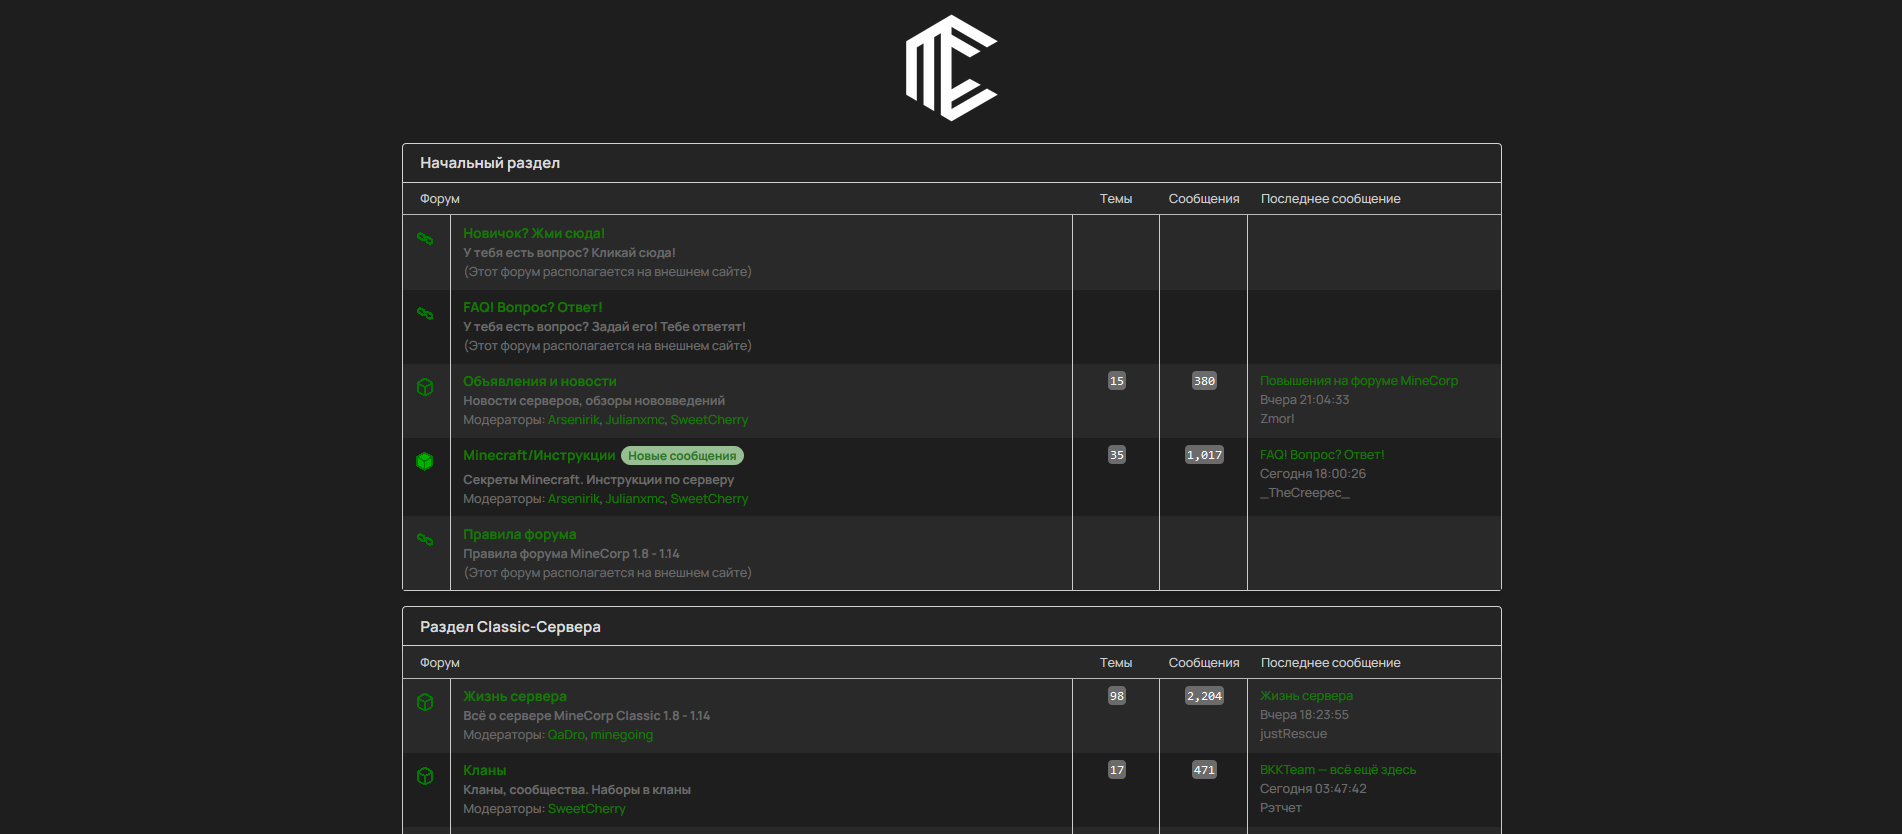 Начальный раздел
Форум Темы Сообщения Последнее сообщение
Новичок? Жми сюда!
У тебя есть вопрос? Кликай сюда!
(Этот форум располагается на внешнем сайте)
FAQ! Вопрос? Ответ!
У тебя есть вопрос? Задай его! Тебе ответят!
(Этот форум располагается на внешнем сайте)
Объявления и новости 15 380 Повышения на форуме MineCorp
Новости серверов, обзоры нововведений Вчера 21:04:33
Модераторы: Arsenirik, Julianxmc, SweetCherry Zmorl
Minecraft/Инструкции Новые сообщения 35 1,017 FAQ! Вопрос? Ответ!
Секреты Minecraft. Инструкции по серверу Сегодня 18:00:26
Модераторы: Arsenirik, Julianxmc, SweetCherry _TheCreepec_
Правила форума
Правила форума MineCorp 1.8 - 1.14
(Этот форум располагается на внешнем сайте)
Раздел Classic-Сервера
Форум Темы Сообщения Последнее сообщение
Жизнь сервера 98 2,204 Жизнь сервера
Всё о сервере MineCorp Classic 1.8 - 1.14 Вчера 18:23:55
Модераторы: QaDro, minegoing justRescue
Кланы 17 471 BKKTeam — всё ещё здесь
Кланы, сообщества. Наборы в кланы Сегодня 03:47:42
Модераторы: SweetCherry Рэтчет